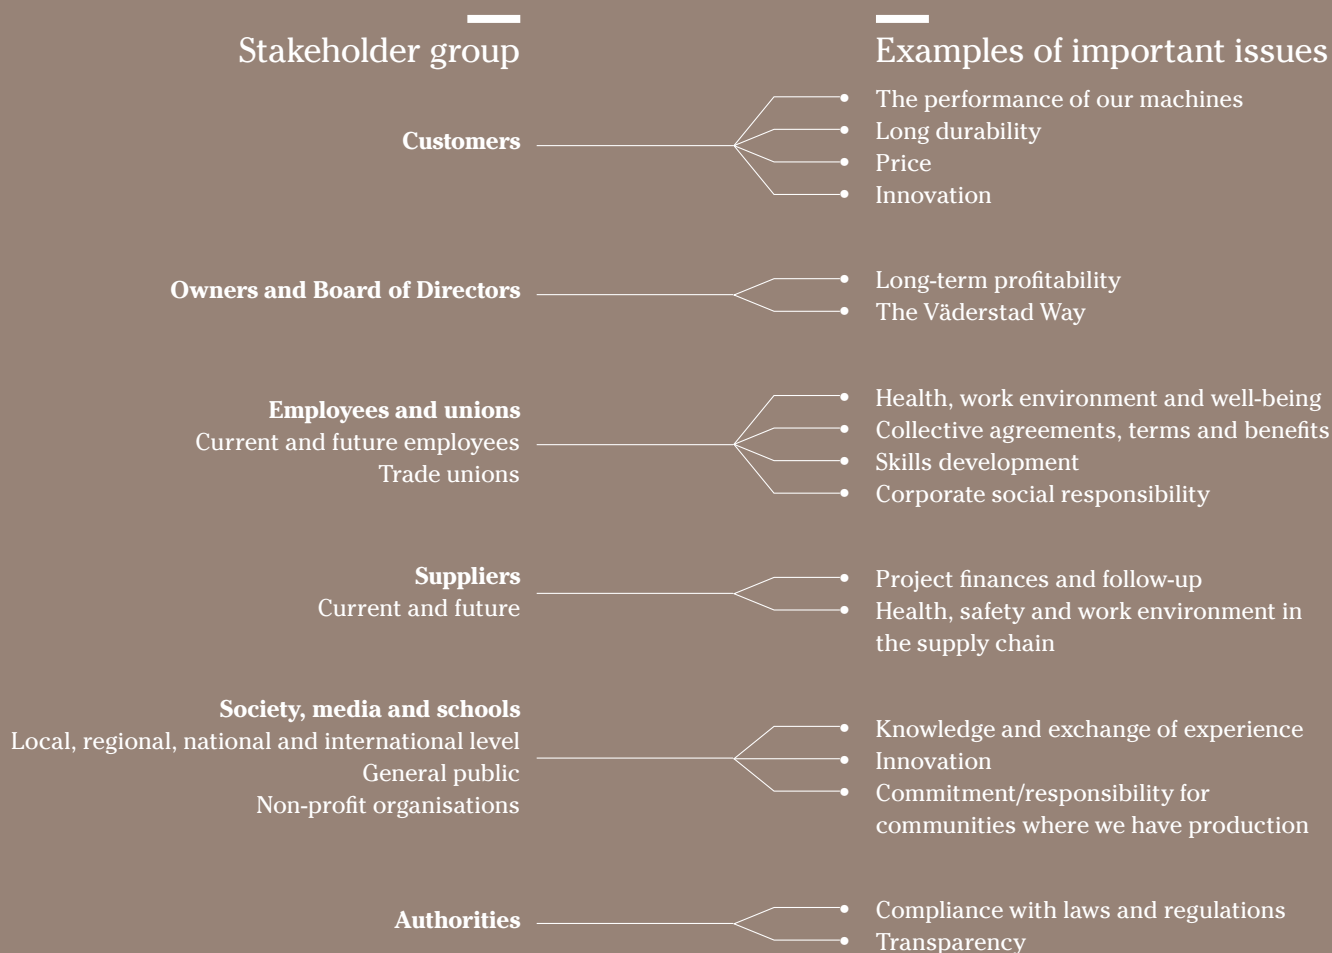 Stakeholder group
Examples of important issues
Customers
The performance of our machines
Long durability
Price
Innovation
Owners and Board of Directors
Long-term profitability
The Väderstad Way
Employees and unions
Current and future employees
Trade unions
Health, work environment and well-being
Collective agreements, terms and benefits
Skills development
Corporate social responsibility
Suppliers
Current and future
Project finances and follow-up
Health, safety and work environment in
the supply chain
Society, media and schools
Local, regional, national and international level
General public
Non-profit organisations
Knowledge and exchange of experience
Innovation
Commitment/responsibility for
communities where we have production
Authorities
Compliance with laws and regulations
Transparency